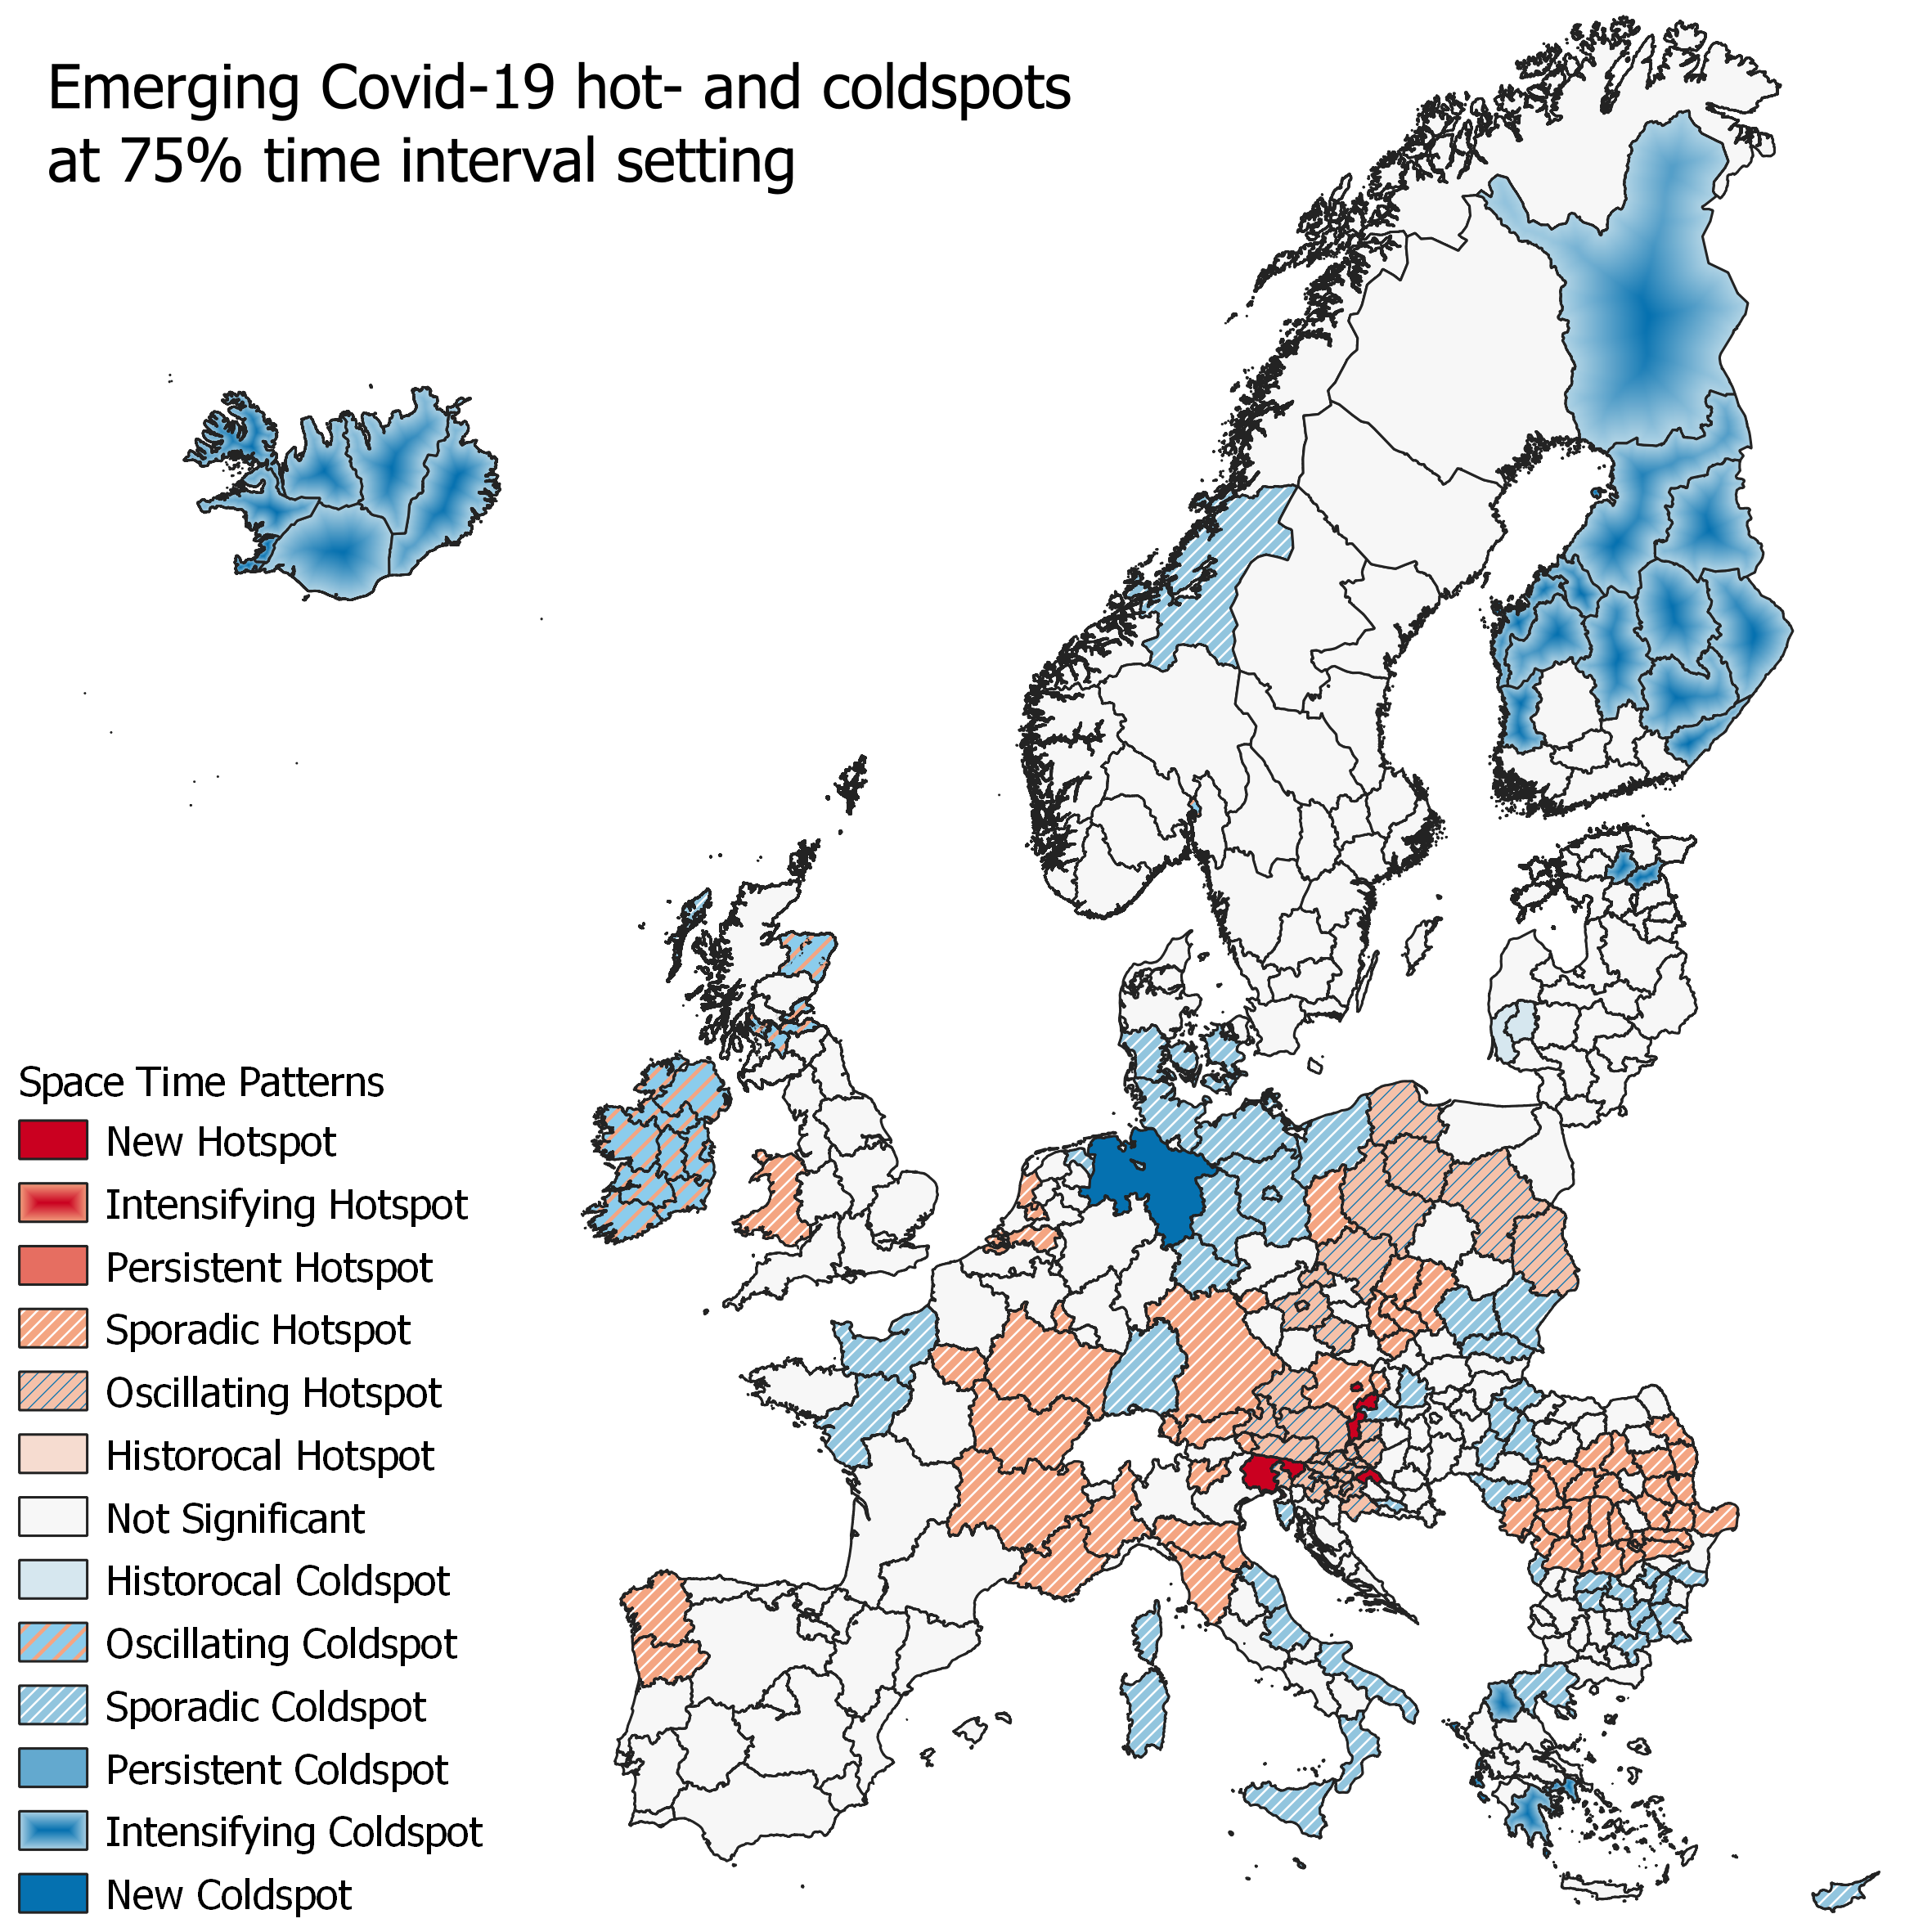 Emerging Covid-19 hot- and coldspots
at 75% time interval setting
Space Time Patterns
New Hotspot
Intensifying Hotspot
Persistent Hotspot
Sporadic Hotspot
Oscillating Hotspot
Historocal Hotspot
Not Significant
Historocal Coldspot
Oscillating Coldspot
Sporadic Coldspot
Persistent Coldspot
Intensifying Coldspot
New Coldspot